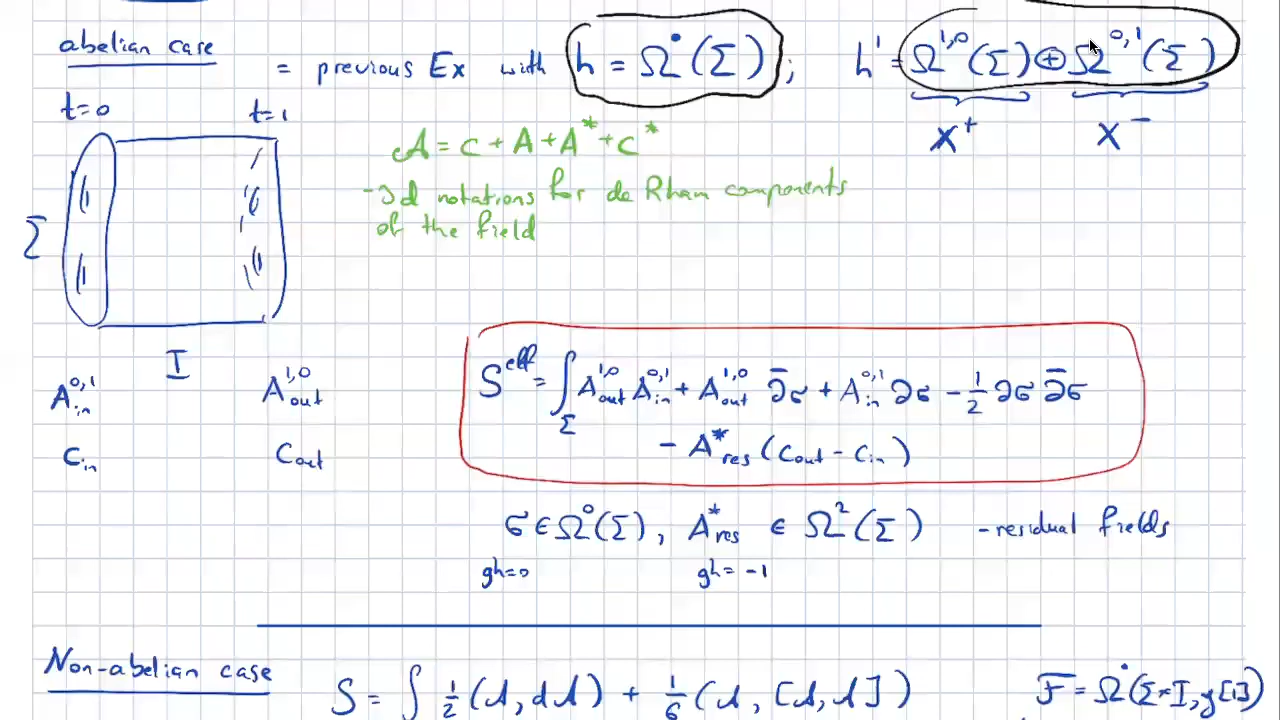 abelian case
= previous Ex with h = Ω˙(Σ) ; h¹ = Ω^{1,0}(Σ) ⊕ Ω^{0,1}(Σ)
X⁺ X⁻
t=0 t=1
𝒜 = c + A + A* + c*
-3d notations for de Rham components
of the field
Σ
I
A^{0,1}_{in} A^{1,0}_{out}
c_{in} c_{out}
S^{eff} = ∫_Σ A^{1,0}_{out} A^{0,1}_{in} + A^{1,0}_{out} ∂̄σ + A^{0,1}_{in} ∂σ - ½ ∂σ ∂̄σ
- A*_{res} (c_{out} - c_{in})
σ ∈ Ω⁰(Σ), A*_{res} ∈ Ω²(Σ) - residual fields
gh=0 gh=-1
Non-abelian case
S = ∫ ½ (𝒜, d𝒜) + ⅙ (𝒜, [𝒜, 𝒜]) F = Ω˙(Σ×I, g[1])